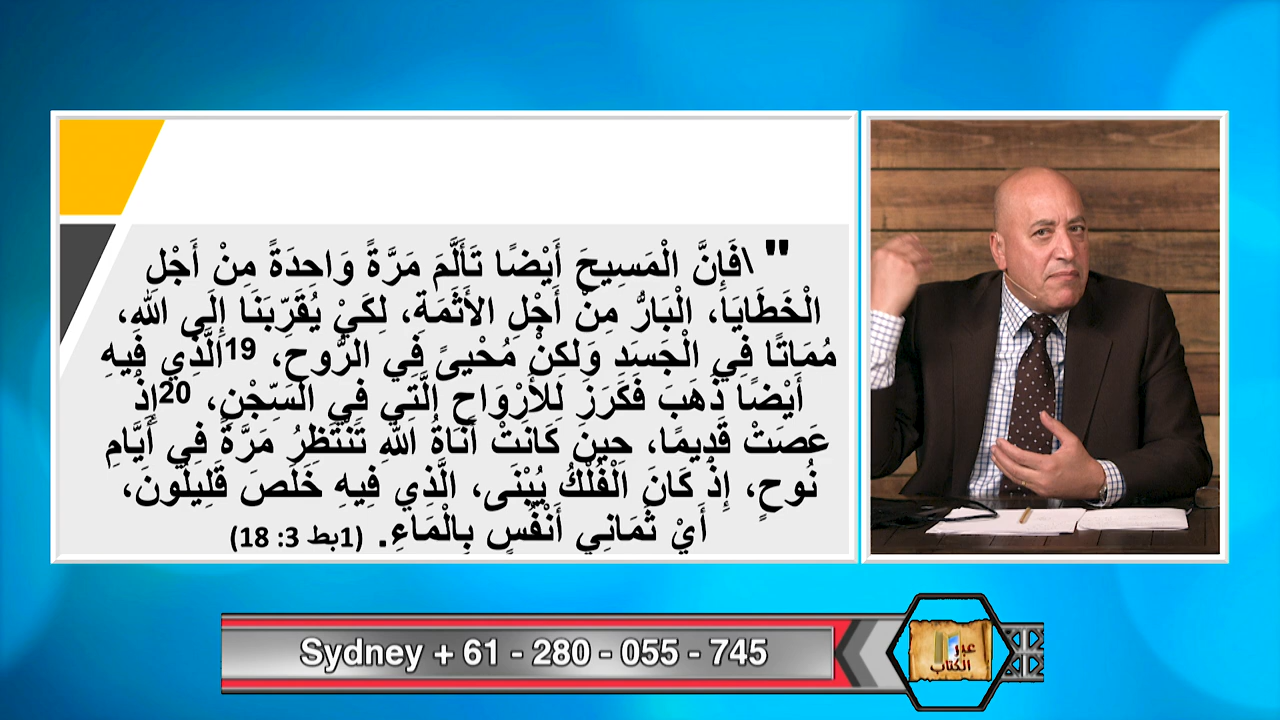 " \فَإِنَّ الْمَسِيحَ أَيْضًا تَأَلَّمَ مَرَّةً وَاحِدَةً مِنْ أَجْلِ
الْخَطَايَا، الْبَارُّ مِنْ أَجْلِ الأَثَمَةِ، لِكَيْ يُقَرِّبَنَا إِلَى اللهِ،
مُمَاتًا فِي الْجَسَدِ وَلكِنْ مُحْيىً فِي الرُّوحِ، 19الَّذِي فِيهِ
أَيْضًا ذَهَبَ فَكَرَزَ لِلأَرْوَاحِ الَّتِي فِي السِّجْنِ، 20إِذْ
عَصَتْ قَدِيمًا، حِينَ كَانَتْ أَنَاةُ اللهِ تَنْتَظِرُ مَرَّةً فِي أَيَّامِ
نُوحٍ، إِذْ كَانَ الْفُلْكُ يُبْنَى، الَّذِي فِيهِ خَلَصَ قَلِيلُونَ،
أَيْ ثَمَانِي أَنْفُسٍ بِالْمَاءِ. (1بط 3: 18)
Sydney + 61 - 280 - 055 - 745
عبر
الكتاب